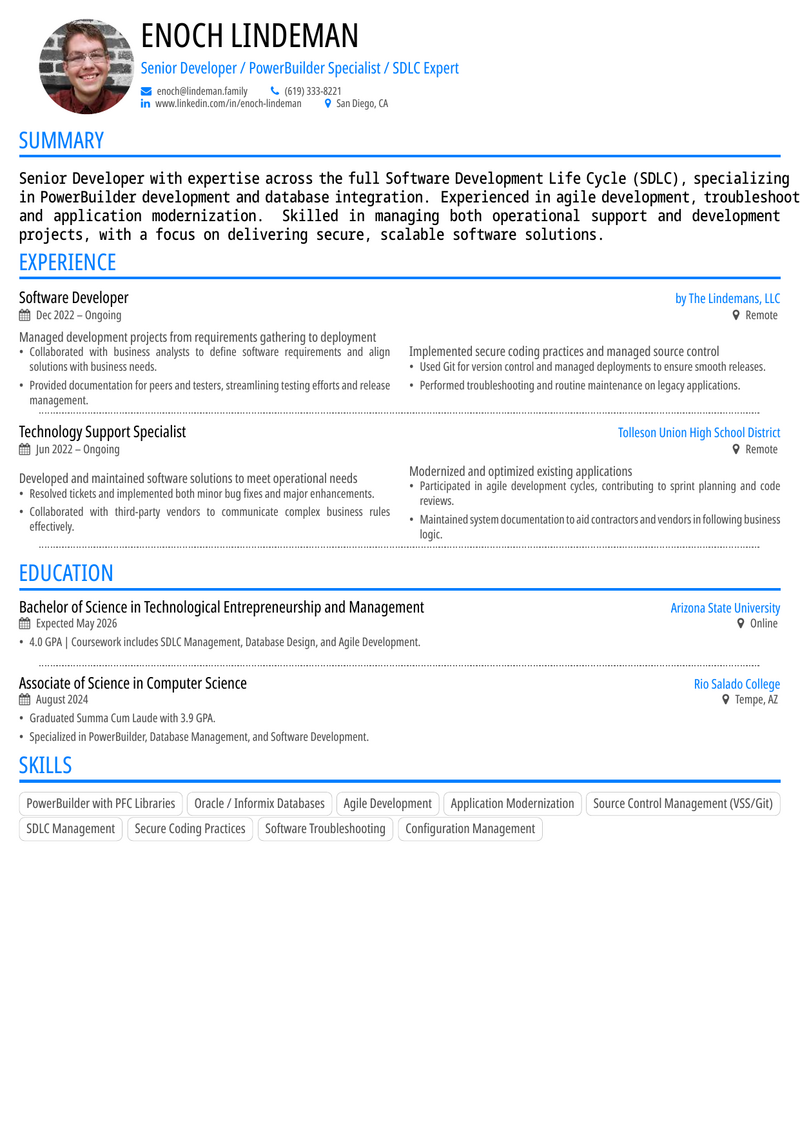 ENOCH LINDEMAN
Senior Developer / PowerBuilder Specialist / SDLC Expert
enoch@lindeman.family (619) 333-8221
www.linkedin.com/in/enoch-lindeman San Diego, CA
SUMMARY
Senior Developer with expertise across the full Software Development Life Cycle (SDLC), specializing
in PowerBuilder development and database integration. Experienced in agile development, troubleshoot
and application modernization. Skilled in managing both operational support and development
projects, with a focus on delivering secure, scalable software solutions.
EXPERIENCE
Software Developer by The Lindemans, LLC
Dec 2022 – Ongoing Remote
Managed development projects from requirements gathering to deployment
• Collaborated with business analysts to define software requirements and align
solutions with business needs.
• Provided documentation for peers and testers, streamlining testing efforts and release
management.
Implemented secure coding practices and managed source control
• Used Git for version control and managed deployments to ensure smooth releases.
• Performed troubleshooting and routine maintenance on legacy applications.
Technology Support Specialist Tolleson Union High School District
Jun 2022 – Ongoing Remote
Developed and maintained software solutions to meet operational needs
• Resolved tickets and implemented both minor bug fixes and major enhancements.
• Collaborated with third-party vendors to communicate complex business rules
effectively.
Modernized and optimized existing applications
• Participated in agile development cycles, contributing to sprint planning and code
reviews.
• Maintained system documentation to aid contractors and vendors in following business
logic.
EDUCATION
Bachelor of Science in Technological Entrepreneurship and Management Arizona State University
Expected May 2026 Online
• 4.0 GPA | Coursework includes SDLC Management, Database Design, and Agile Development.
Associate of Science in Computer Science Rio Salado College
August 2024 Tempe, AZ
• Graduated Summa Cum Laude with 3.9 GPA.
• Specialized in PowerBuilder, Database Management, and Software Development.
SKILLS
PowerBuilder with PFC Libraries Oracle / Informix Databases Agile Development Application Modernization Source Control Management (VSS/Git)
SDLC Management Secure Coding Practices Software Troubleshooting Configuration Management